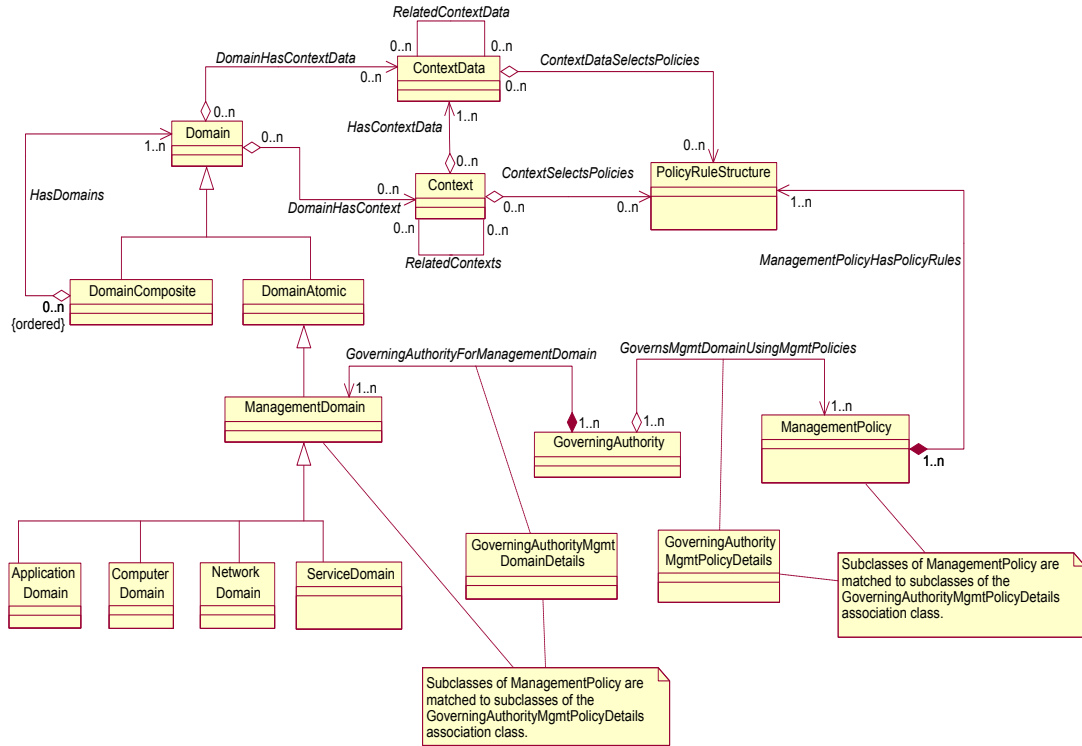 RelatedContextData
0..n
0..n
ContextData
DomainHasContextData
0..n
0..n
ContextDataSelectsPolicies
0..n
Domain
0..n
1..n
0..n
HasContextData
1..n
0..n
0..n
PolicyRuleStructure
HasDomains
Context
0..n
DomainHasContext
ContextSelectsPolicies
0..n
0..n
1..n
0..n
0..n
RelatedContexts
ManagementPolicyHasPolicyRules
DomainComposite
DomainAtomic
0..n
{ordered}
GoverningAuthorityForManagementDomain
GovernsMgmtDomainUsingMgmtPolicies
1..n
1..n
ManagementDomain
1..n
1..n
GoverningAuthority
ManagementPolicy
1..n
Application
Domain
Computer
Domain
Network
Domain
ServiceDomain
GoverningAuthorityMgmt
DomainDetails
GoverningAuthority
MgmtPolicyDetails
Subclasses of ManagementPolicy are
matched to subclasses of the
GoverningAuthorityMgmtPolicyDetails
association class.
Subclasses of ManagementPolicy are
matched to subclasses of the
GoverningAuthorityMgmtPolicyDetails
association class.